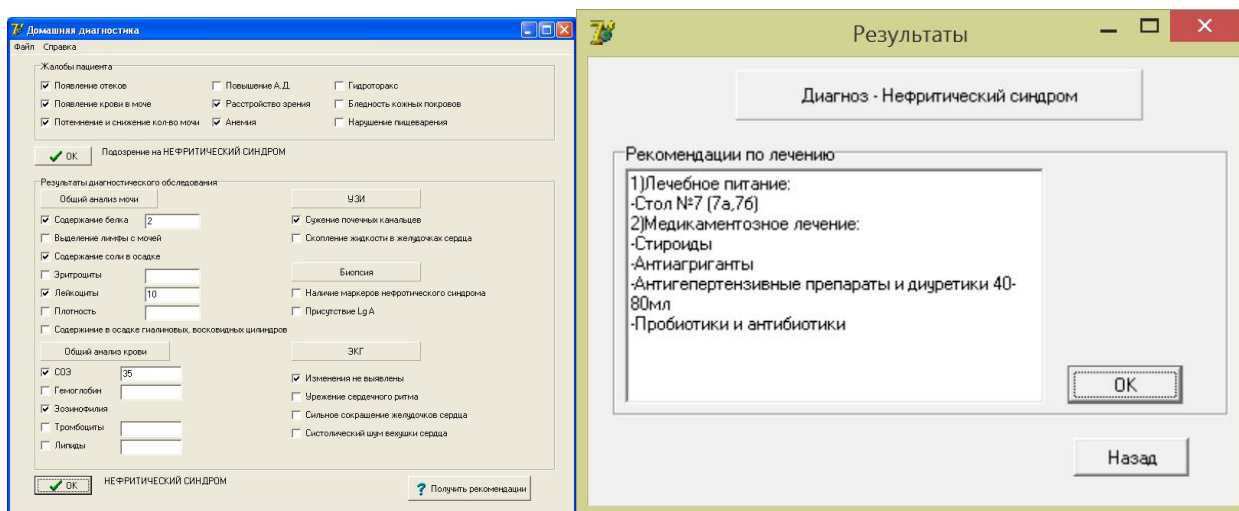 Домашняя диагностика
Файл Справка
Жалобы пациента
Появление отеков
Повышение А.Д.
Гидроторакс
Появление крови в моче
Расстройство зрения
Бледность кожных покровов
Потемнение и снижение кол-во мочи
Анемия
Нарушение пищеварения
OK
Подозрение на НЕФРИТИЧЕСКИЙ СИНДРОМ
Результаты диагностического обследования
Общий анализ мочи
Содержание белка 2
Выделение лимфы с мочей
Содержание соли в осадке
Эритроциты
Лейкоциты 10
Плотность
Содержиние в осадке гиалиновых, восковидных цилиндров
Общий анализ крови
СОЭ 35
Гемоглобин
Эозинофилия
Тромбоциты
Липиды
УЗИ
Сужение почечных канальцев
Скопление жидкости в желудочках сердца
Биопсия
Наличие маркеров нефротического синдрома
Присутствие Lg A
ЭКГ
Изменения не выявлены
Урежение сердечного ритма
Сильное сокращение желудочков сердца
Систолический шум вехушки сердца
OK
НЕФРИТИЧЕСКИЙ СИНДРОМ
? Получить рекомендации
Результаты
Диагноз - Нефритический синдром
Рекомендации по лечению
1)Лечебное питание:
-Стол №7 (7а,7б)
2)Медикаментозное лечение:
-Стироиды
-Антиагриганты
-Антигепертензивные препараты и диуретики 40-
80мл
-Пробиотики и антибиотики
OK
Назад